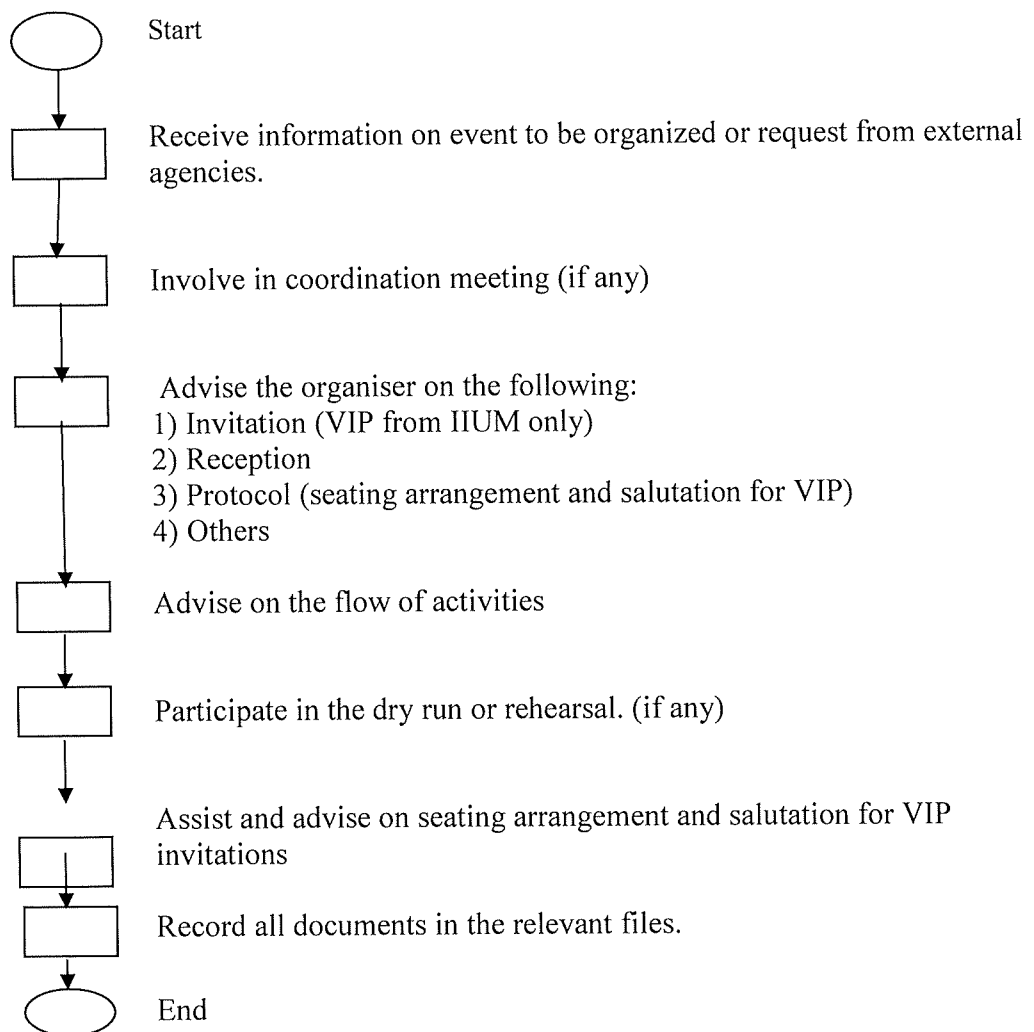 Start
Receive information on event to be organized or request from external
agencies.
Involve in coordination meeting (if any)
Advise the organiser on the following:
1) Invitation (VIP from IIUM only)
2) Reception
3) Protocol (seating arrangement and salutation for VIP)
4) Others
Advise on the flow of activities
Participate in the dry run or rehearsal. (if any)
Assist and advise on seating arrangement and salutation for VIP
invitations
Record all documents in the relevant files.
End